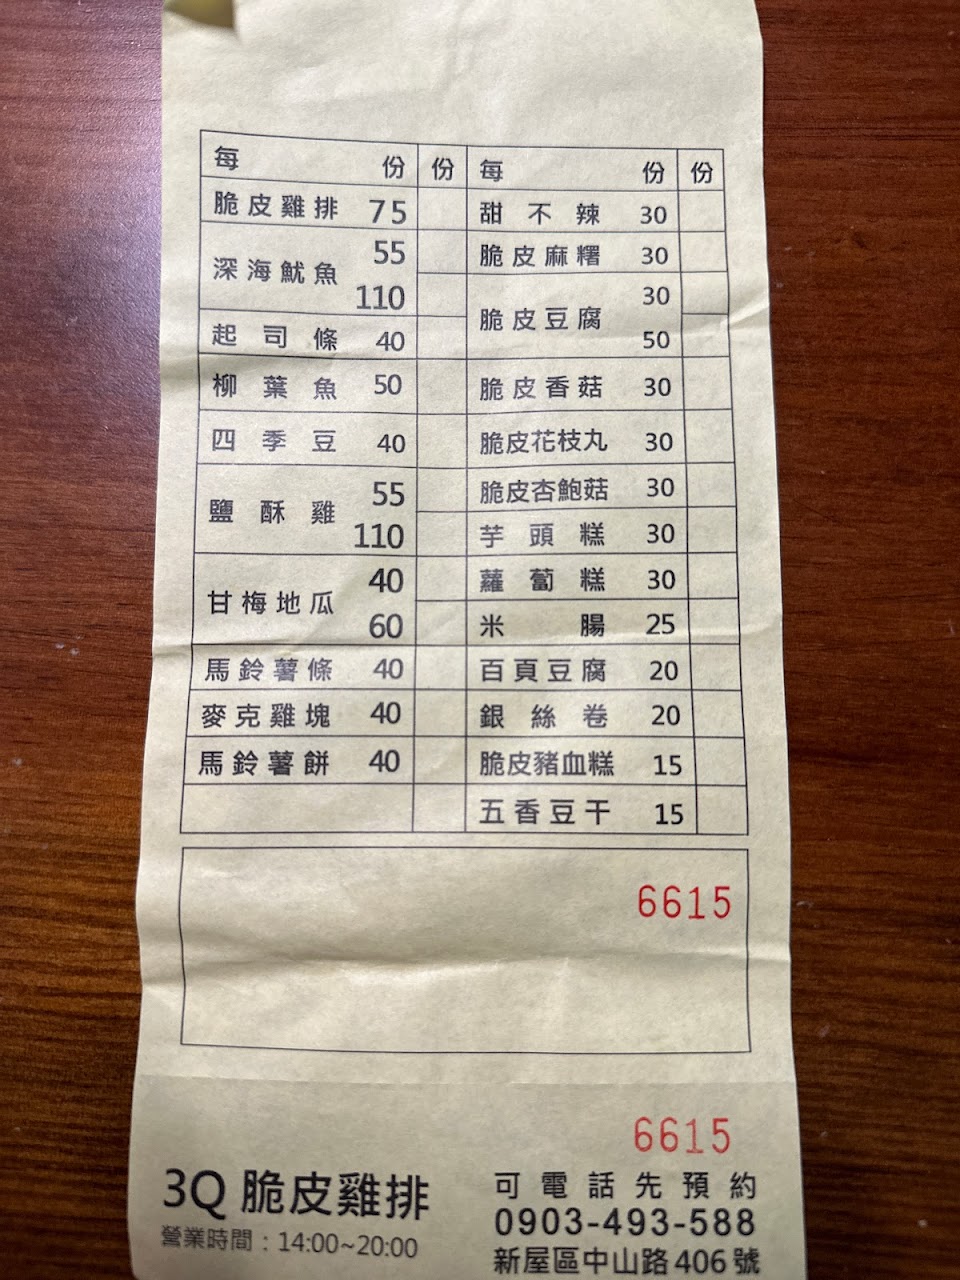 每 份 份
脆皮雞排 75
深海魷魚 55
110
起司條 40
柳葉魚 50
四季豆 40
鹽酥雞 55
110
甘梅地瓜 40
60
馬鈴薯條 40
麥克雞塊 40
馬鈴薯餅 40
每 份 份
甜不辣 30
脆皮麻糬 30
脆皮豆腐 30
50
脆皮香菇 30
脆皮花枝丸 30
脆皮杏鮑菇 30
芋頭糕 30
蘿蔔糕 30
米腸 25
百頁豆腐 20
銀絲卷 20
脆皮豬血糕 15
五香豆干 15
6615
6615
3Q 脆皮雞排
營業時間：14:00~20:00
可電話先預約
0903-493-588
新屋區中山路406號